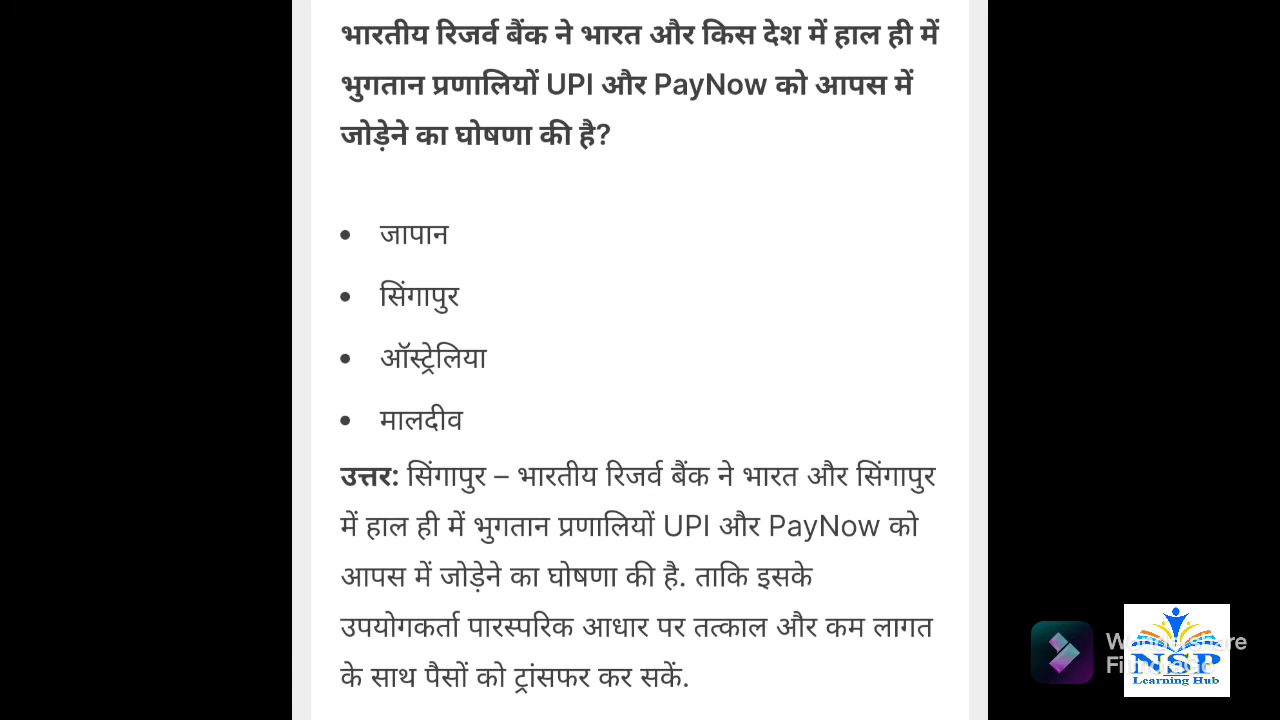 भारतीय रिजर्व बैंक ने भारत और किस देश में हाल ही में
भुगतान प्रणालियों UPI और PayNow को आपस में
जोड़ेने का घोषणा की है?
• जापान
• सिंगापुर
• ऑस्ट्रेलिया
• मालदीव
उत्तर: सिंगापुर – भारतीय रिजर्व बैंक ने भारत और सिंगापुर
में हाल ही में भुगतान प्रणालियों UPI और PayNow को
आपस में जोड़ेने का घोषणा की है. ताकि इसके
उपयोगकर्ता पारस्परिक आधार पर तत्काल और कम लागत
के साथ पैसों को ट्रांसफर कर सकें.
NSP
Learning Hub